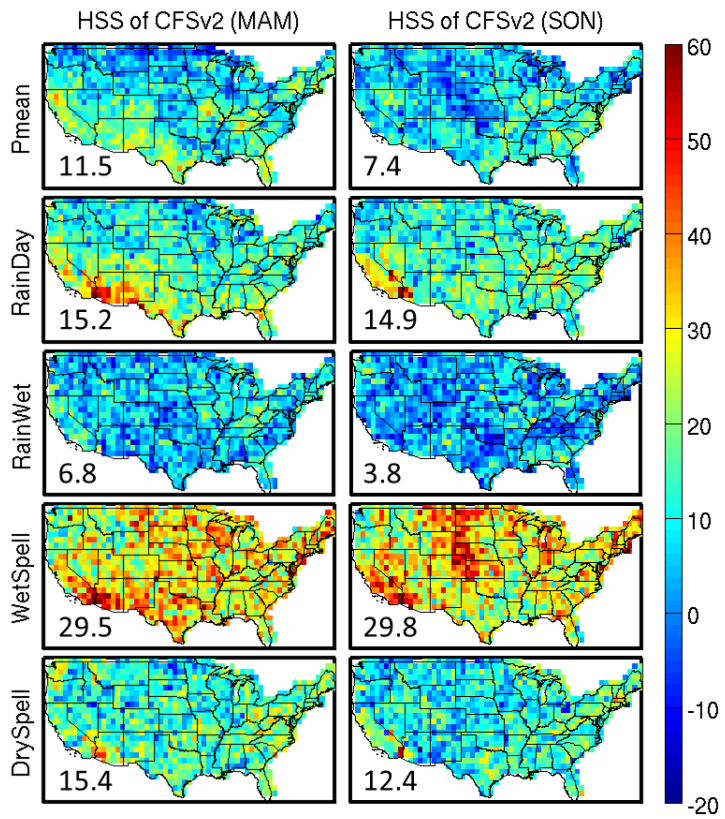 HSS of CFSv2 (MAM) HSS of CFSv2 (SON)
Pmean 11.5 7.4
RainDay 15.2 14.9
RainWet 6.8 3.8
WetSpell 29.5 29.8
DrySpell 15.4 12.4
60
50
40
30
20
10
0
-10
-20